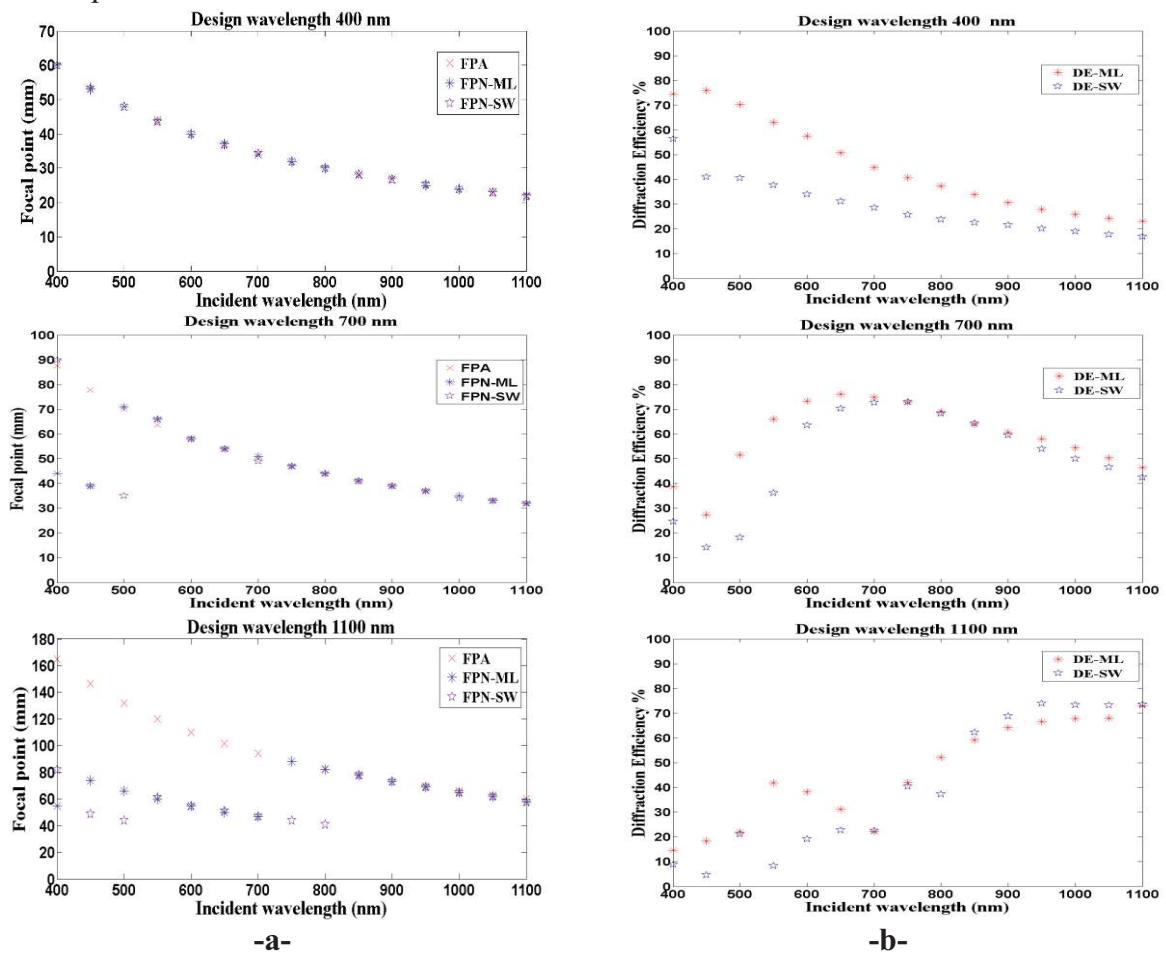 Design wavelength 400 nm
70
60
50
40
30
20
10
0
Focal point (mm)
FPA
FPN-ML
FPN-SW
400 500 600 700 800 900 1000 1100
Incident wavelength (nm)
Design wavelength 400 nm
100
90
80
70
60
50
40
30
20
10
0
Diffraction Efficiency %
DE-ML
DE-SW
400 500 600 700 800 900 1000 1100
Incident wavelength (nm)
Design wavelength 700 nm
100
90
80
70
60
50
40
30
20
10
0
Focal point (mm)
FPA
FPN-ML
FPN-SW
400 500 600 700 800 900 1000 1100
Incident wavelength (nm)
Design wavelength 700 nm
100
90
80
70
60
50
40
30
20
10
0
Diffraction Efficiency %
DE-ML
DE-SW
400 500 600 700 800 900 1000 1100
Incident wavelength (nm)
Design wavelength 1100 nm
180
160
140
120
100
80
60
40
20
0
Focal point (mm)
FPA
FPN-ML
FPN-SW
400 500 600 700 800 900 1000 1100
Incident wavelength (nm)
-a-
Design wavelength 1100 nm
100
90
80
70
60
50
40
30
20
10
0
Diffraction Efficiency %
DE-ML
DE-SW
400 500 600 700 800 900 1000 1100
Incident wavelength (nm)
-b-